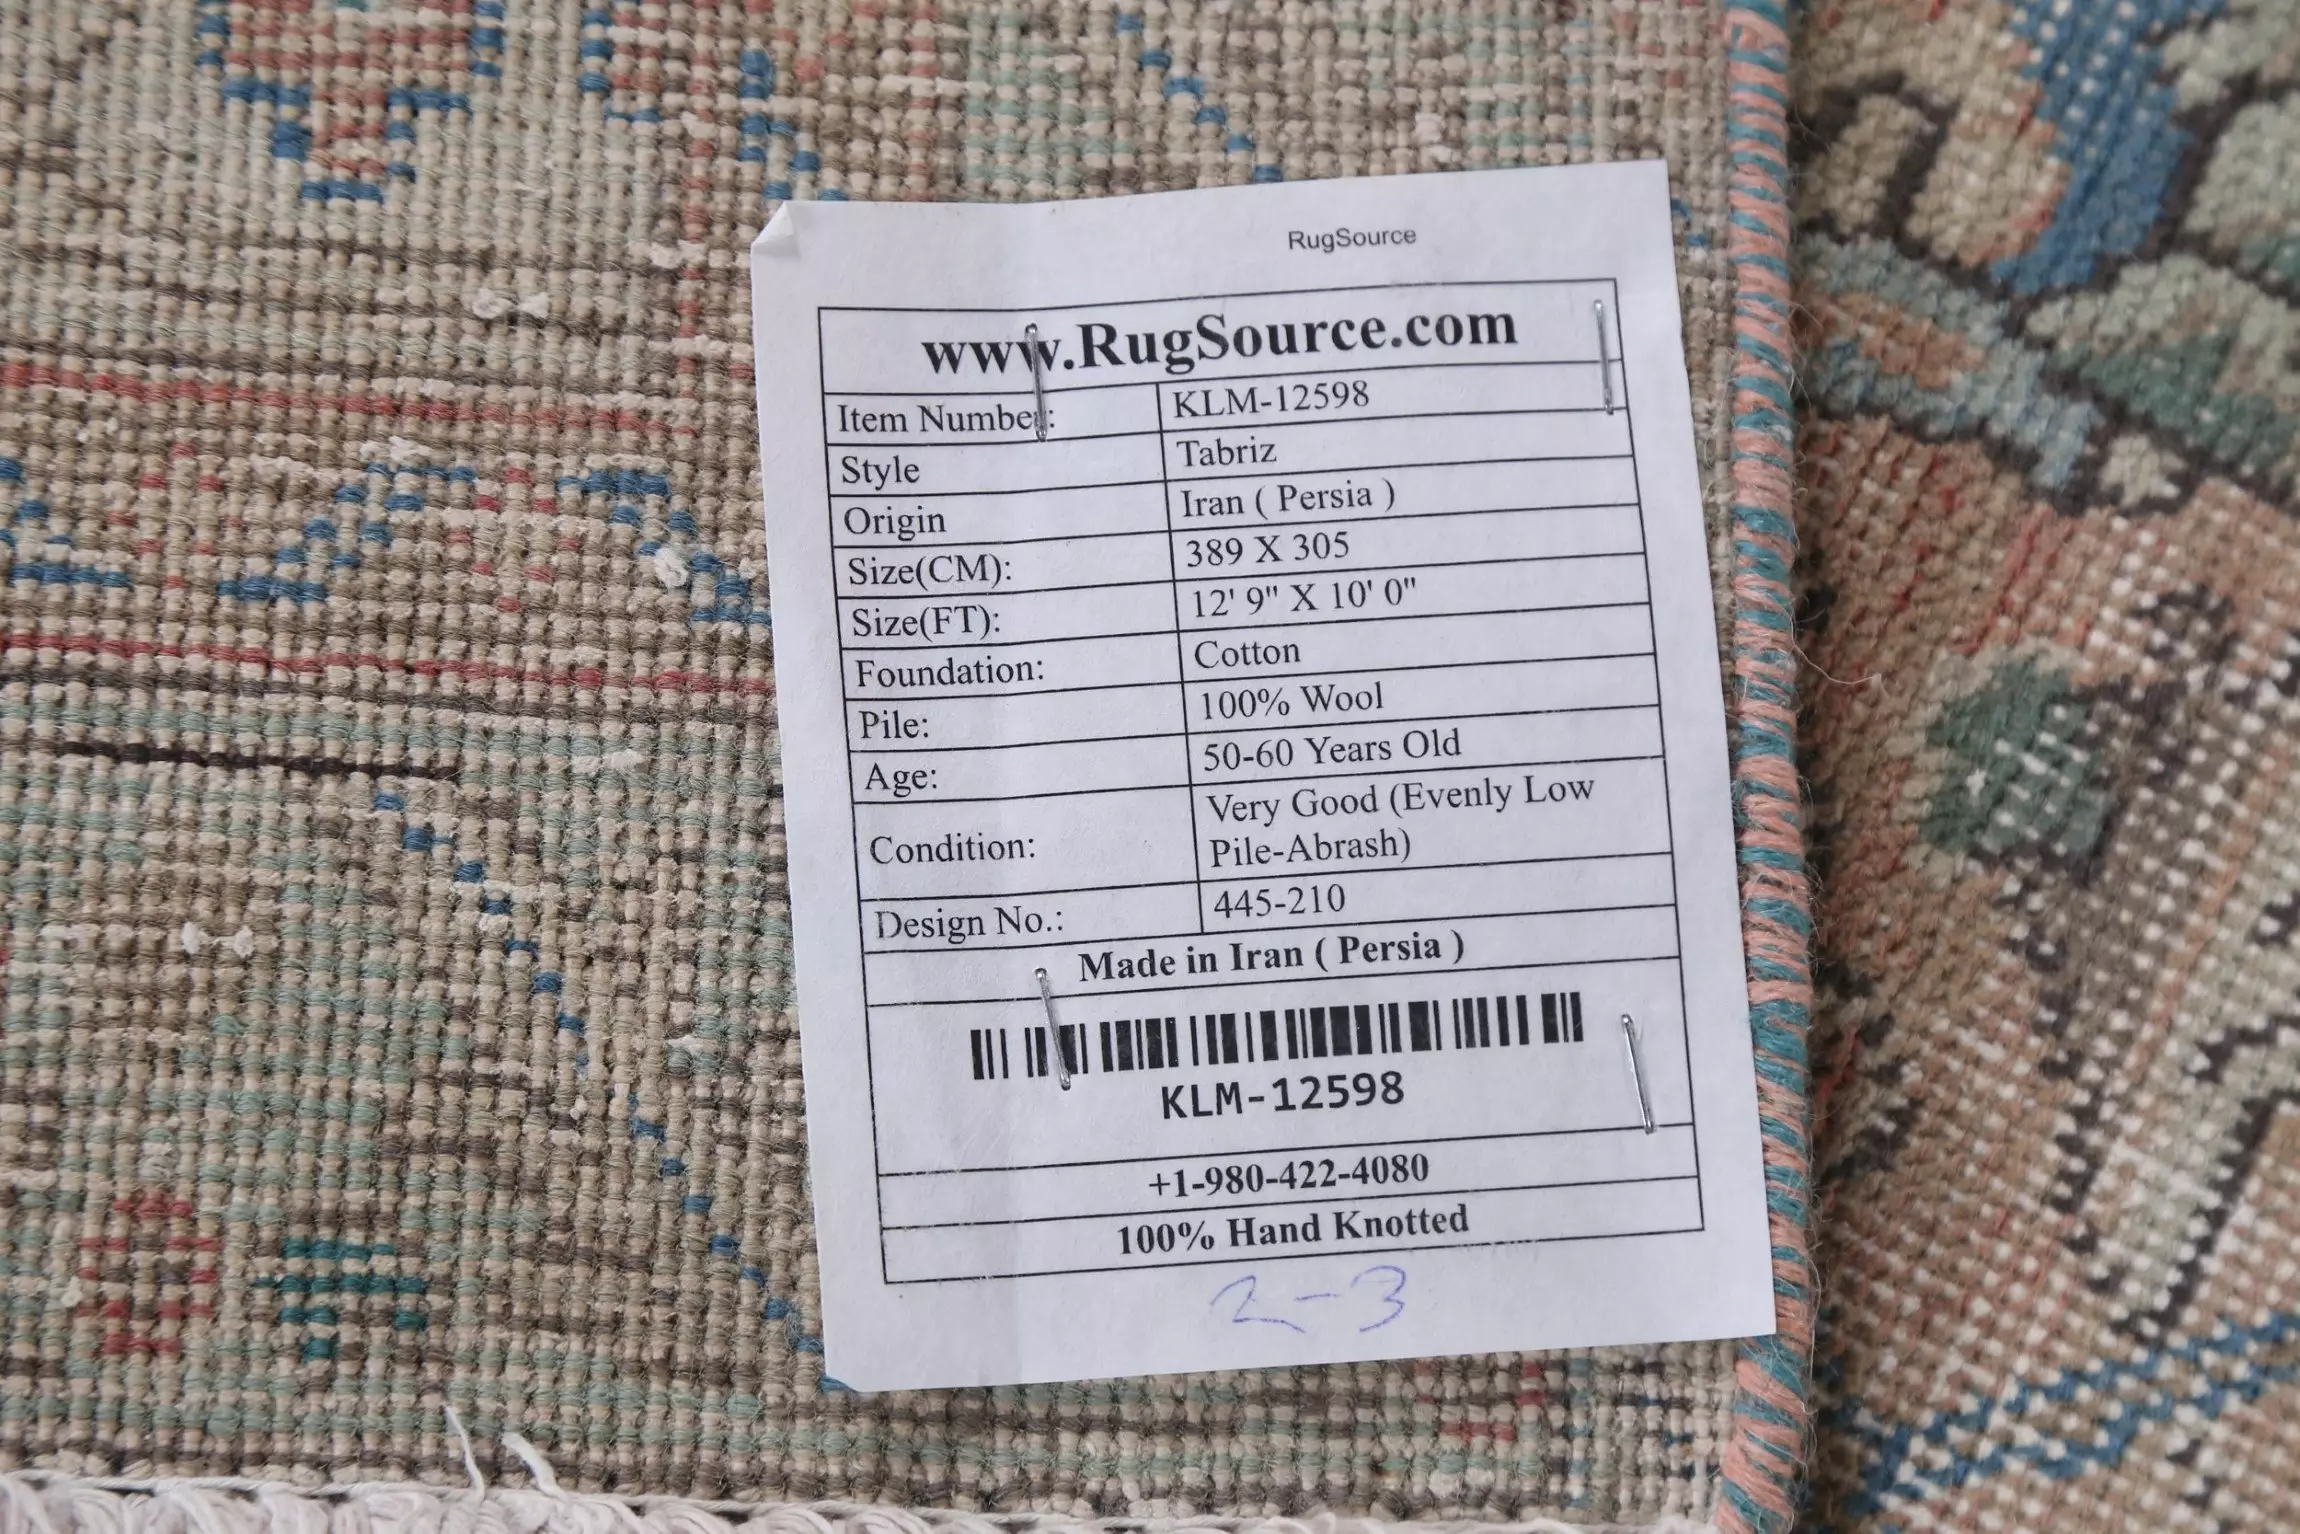 RugSource
www.RugSource.com
Item Number: KLM-12598
Style Tabriz
Origin Iran ( Persia )
Size(CM): 389 X 305
Size(FT): 12' 9" X 10' 0"
Foundation: Cotton
Pile: 100% Wool
Age: 50-60 Years Old
Condition: Very Good (Evenly Low
Pile-Abrash)
Design No.: 445-210
Made in Iran ( Persia )
KLM-12598
+1-980-422-4080
100% Hand Knotted
2-3